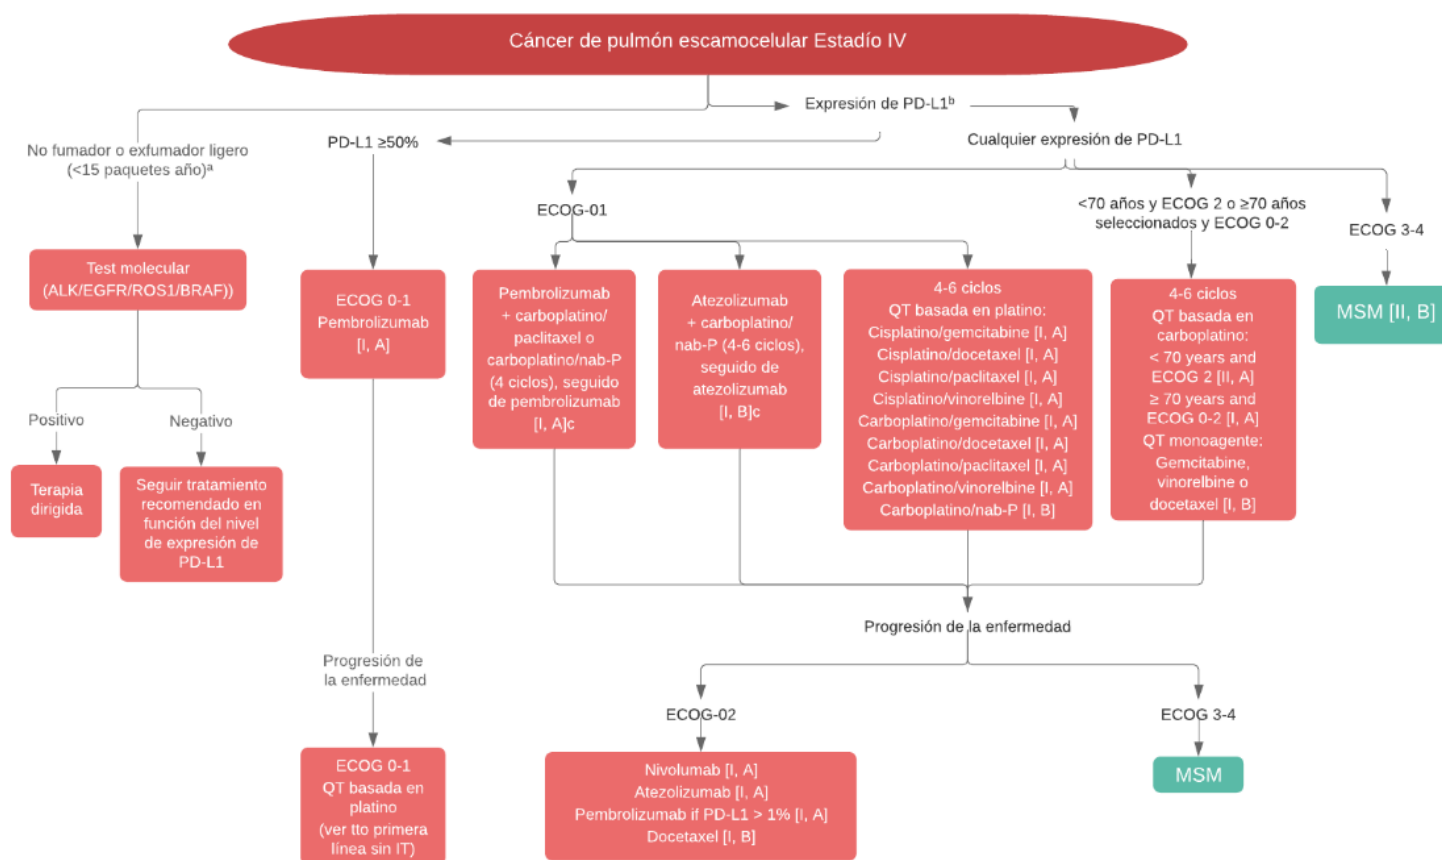 Cáncer de pulmón escamocelular Estadío IV
Expresión de PD-L1ᵇ
No fumador o exfumador ligero
(<15 paquetes año)ᵃ
PD-L1 ≥50%
Cualquier expresión de PD-L1
ECOG-01
<70 años y ECOG 2 o ≥70 años
seleccionados y ECOG 0-2
ECOG 3-4
Test molecular
(ALK/EGFR/ROS1/BRAF))
ECOG 0-1
Pembrolizumab
[I, A]
Pembrolizumab
+ carboplatino/
paclitaxel o
carboplatino/nab-P
(4 ciclos), seguido
de pembrolizumab
[I, A]c
Atezolizumab
+ carboplatino/
nab-P (4-6 ciclos),
seguido de
atezolizumab
[I, B]c
4-6 ciclos
QT basada en platino:
Cisplatino/gemcitabine [I, A]
Cisplatino/docetaxel [I, A]
Cisplatino/paclitaxel [I, A]
Cisplatino/vinorelbine [I, A]
Carboplatino/gemcitabine [I, A]
Carboplatino/docetaxel [I, A]
Carboplatino/paclitaxel [I, A]
Carboplatino/vinorelbine [I, A]
Carboplatino/nab-P [I, B]
4-6 ciclos
QT basada en
carboplatino:
< 70 years and
ECOG 2 [II, A]
≥ 70 years and
ECOG 0-2 [I, A]
QT monoagente:
Gemcitabine,
vinorelbine o
docetaxel [I, B]
MSM [II, B]
Positivo
Negativo
Terapia
dirigida
Seguir tratamiento
recomendado en
función del nivel
de expresión de
PD-L1
Progresión de la enfermedad
Progresión de
la enfermedad
ECOG-02
ECOG 3-4
ECOG 0-1
QT basada en
platino
(ver tto primera
línea sin IT)
Nivolumab [I, A]
Atezolizumab [I, A]
Pembrolizumab if PD-L1 > 1% [I, A]
Docetaxel [I, B]
MSM